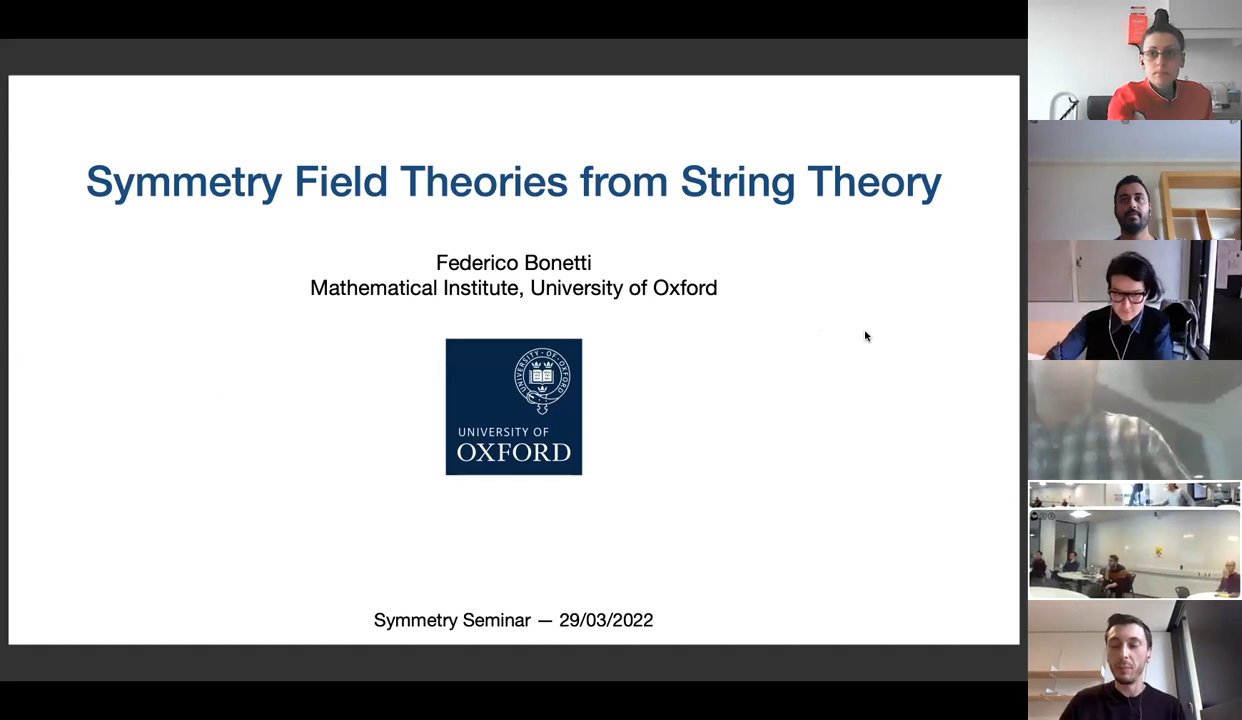 Symmetry Field Theories from String Theory
Federico Bonetti
Mathematical Institute, University of Oxford
UNIVERSITY OF
OXFORD
Symmetry Seminar — 29/03/2022